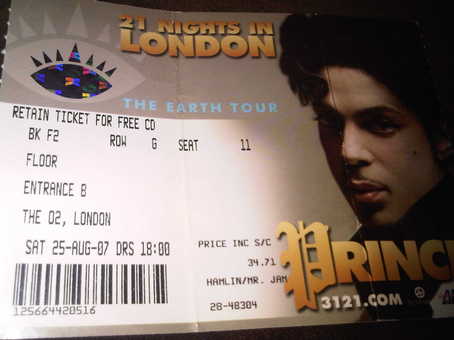 21 NIGHTS IN
LONDON
THE EARTH TOUR
RETAIN TICKET FOR FREE CD
BK F2 ROW G SEAT 11
FLOOR
ENTRANCE B
THE O2, LONDON
SAT 25-AUG-07 DRS 18:00
PRICE INC S/C
34.71
HAMLIN/MR. JAM
28-48304
125664420516
PRINC
3121.COM